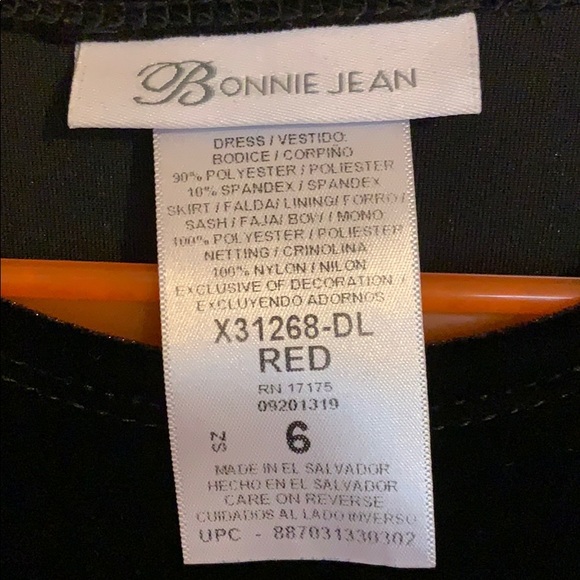 BONNIE JEAN
DRESS / VESTIDO:
BODICE / CORPIÑO
90% POLYESTER / POLIESTER
10% SPANDEX / SPANDEX
SKIRT / FALDA/ LINING/ FORRO /
SASH / FAJA/ BOW / MONO
100% POLYESTER / POLIESTER
NETTING / CRINOLINA
100% NYLON / NILON
EXCLUSIVE OF DECORATION /
EXCLUYENDO ADORNOS
X31268-DL
RED
RN 17175
09201319
SZ 6
MADE IN EL SALVADOR
HECHO EN EL SALVADOR
CARE ON REVERSE
CUIDADOS AL LADO INVERSO
UPC - 887031330302